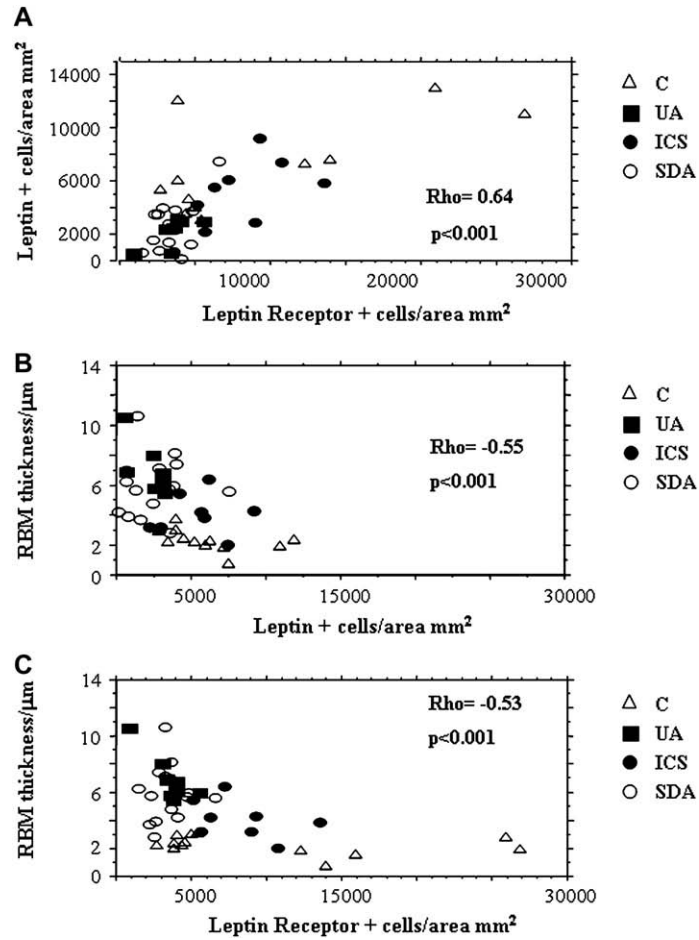 A
Leptin + cells/area mm²
14000
10000
6000
2000
0
10000 20000 30000
Leptin Receptor + cells/area mm²
Rho= 0.64
p<0.001
C
UA
ICS
SDA
B
RBM thickness/μm
14
10
6
2
0
5000 15000 30000
Leptin + cells/area mm²
Rho= -0.55
p<0.001
C
UA
ICS
SDA
C
RBM thickness/μm
14
10
6
2
0
5000 15000 30000
Leptin Receptor + cells/area mm²
Rho= -0.53
p<0.001
C
UA
ICS
SDA